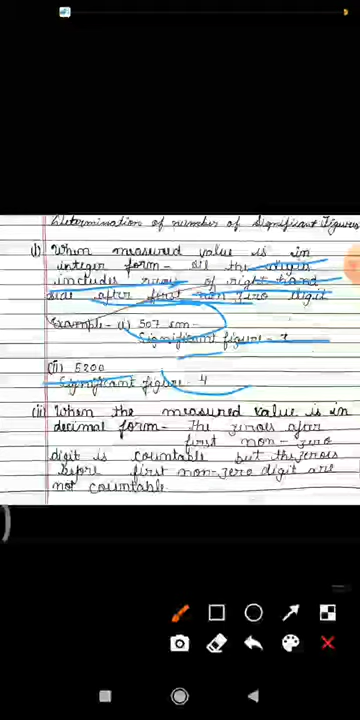 Determination of number of Significant Figures
(i) When measured value is in
integer form - all the digits
includes zeros of right hand
side after first non zero digit
Example - (i) 507 cm -
Significant figure - 3
(ii) 5200
Significant figure - 4
(ii) When the measured value is in
decimal form - The zeros after
first non - zero
digit is countable but the zeros
before first non-zero digit are
not countable